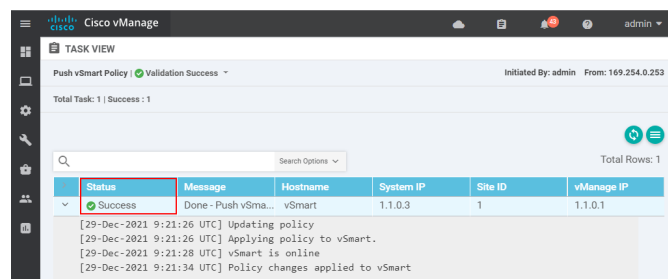 cisco Cisco vManage 43 admin
TASK VIEW
Push vSmart Policy | Validation Success Initiated By: admin From: 169.254.0.253
Total Task: 1 | Success : 1
Search Options Total Rows: 1
Status Message Hostname System IP Site ID vManage IP
Success Done - Push vSma... vSmart 1.1.0.3 1 1.1.0.1
[29-Dec-2021 9:21:26 UTC] Updating policy
[29-Dec-2021 9:21:26 UTC] Applying policy to vSmart.
[29-Dec-2021 9:21:28 UTC] vSmart is online
[29-Dec-2021 9:21:34 UTC] Policy changes applied to vSmart